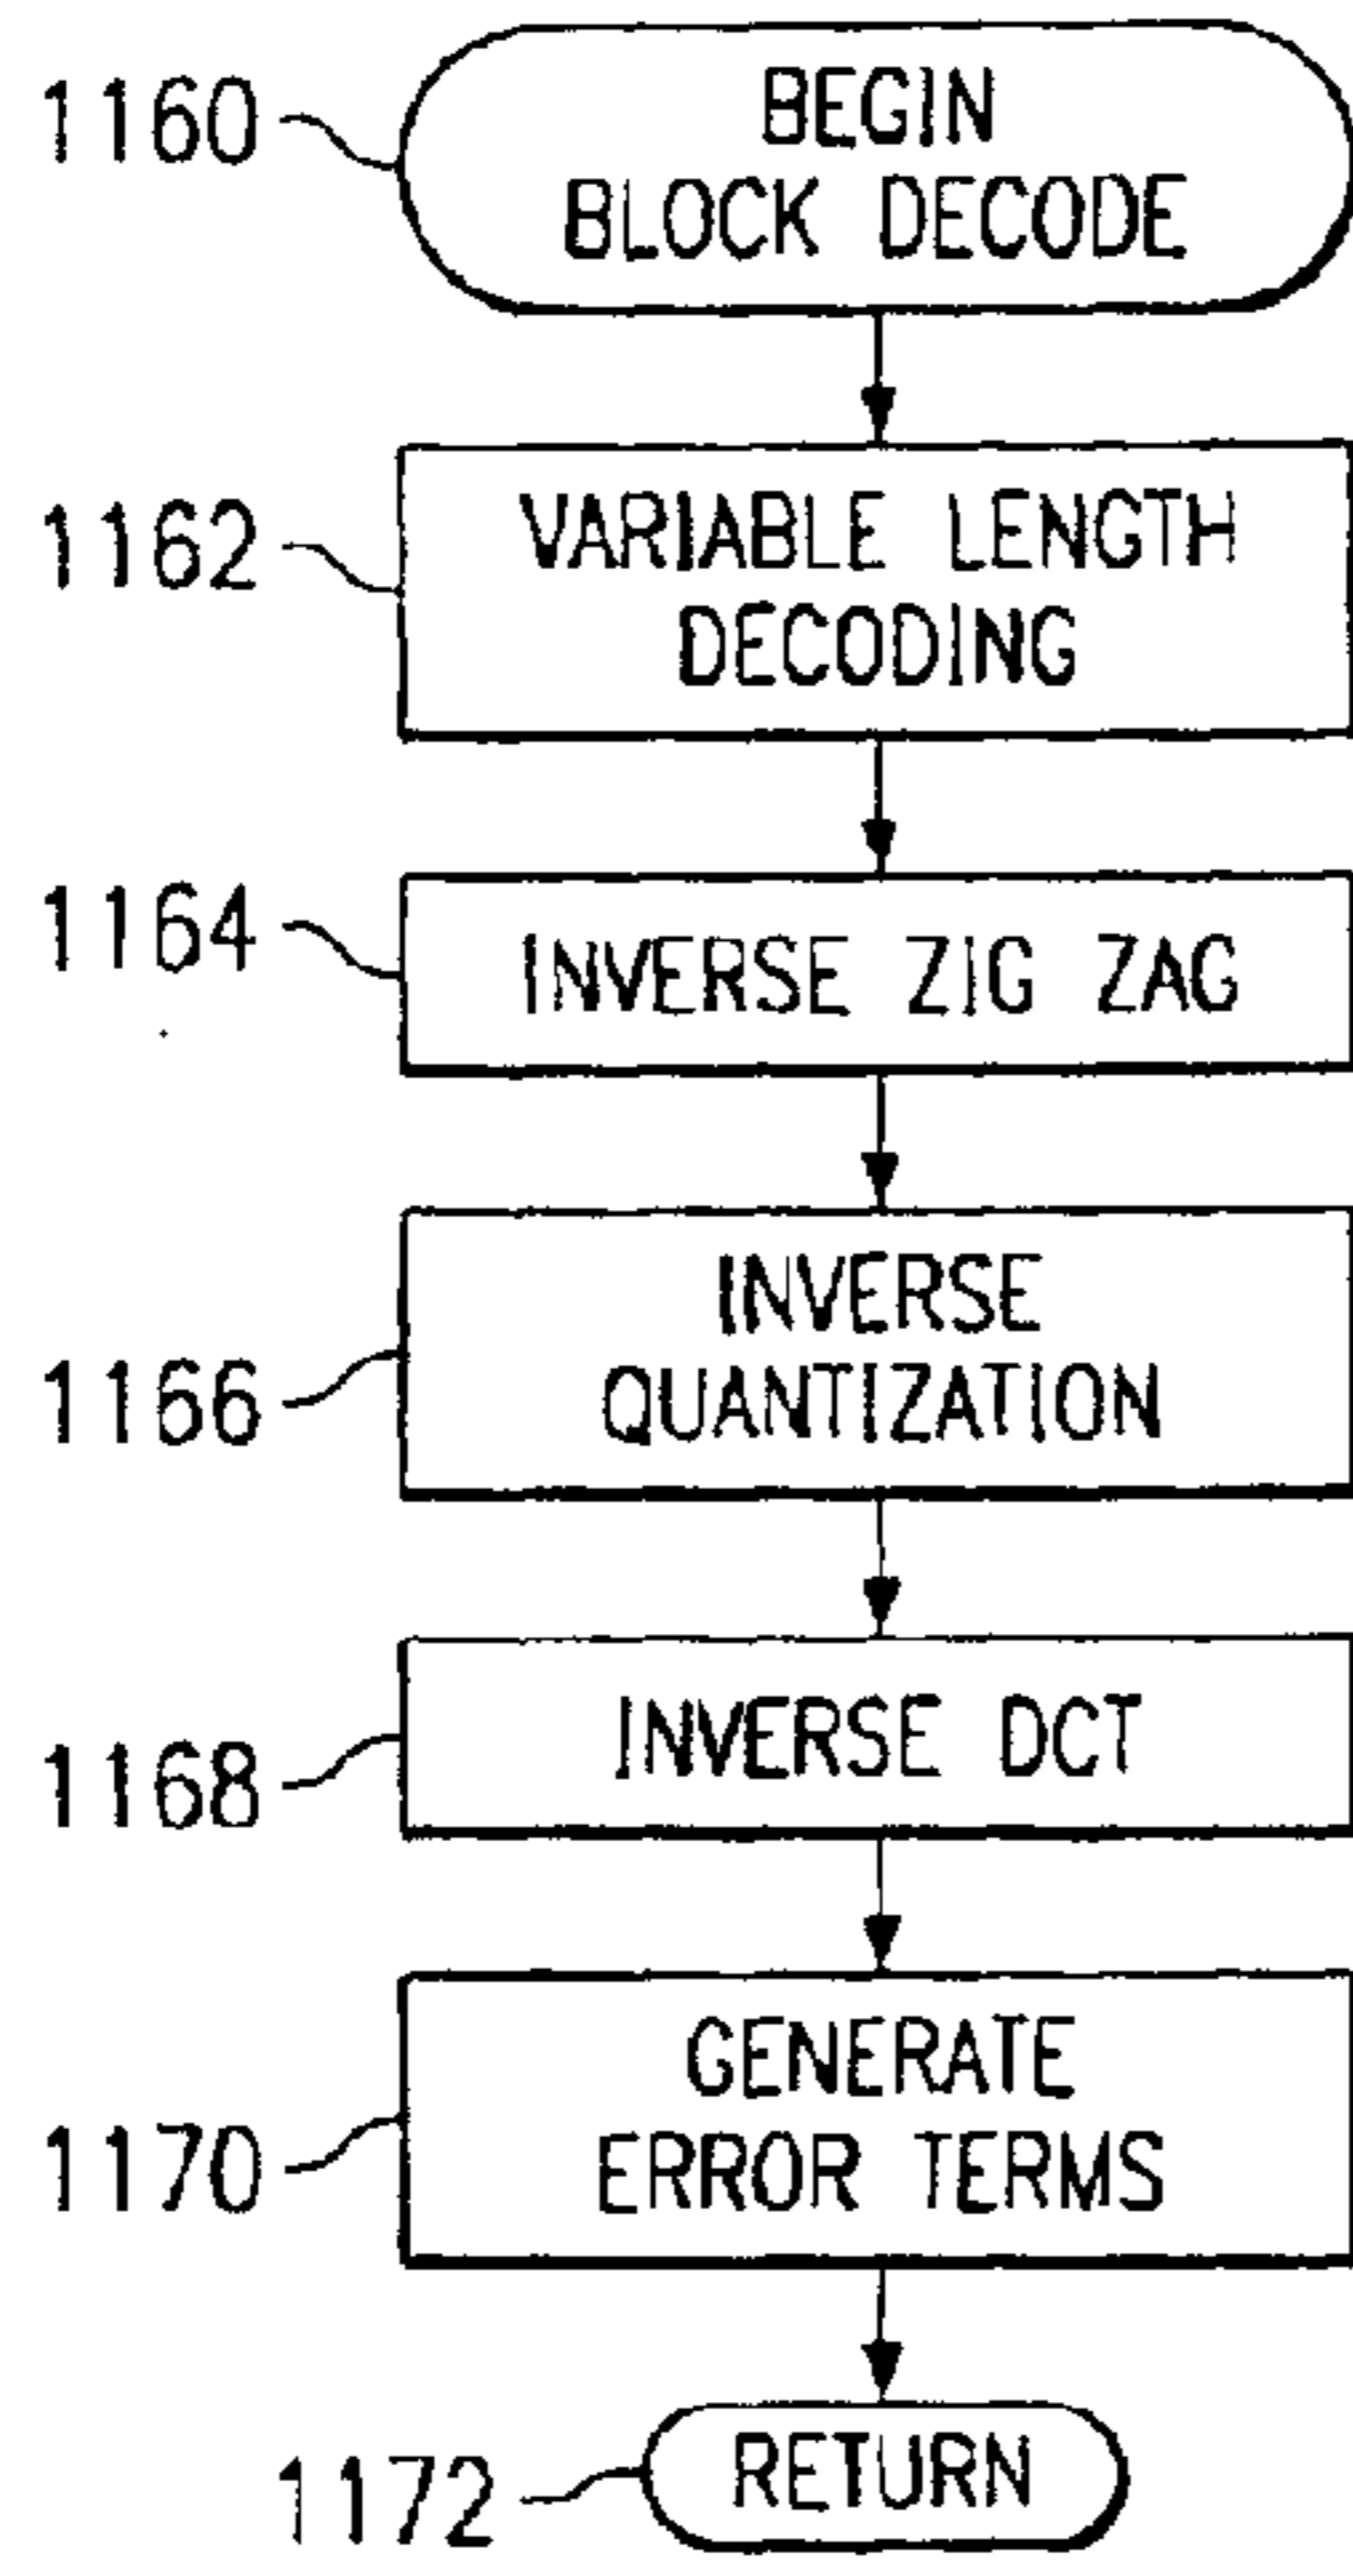 1160
BEGIN
BLOCK DECODE
1162
VARIABLE LENGTH
DECODING
1164
INVERSE ZIG ZAG
1166
INVERSE
QUANTIZATION
1168
INVERSE DCT
1170
GENERATE
ERROR TERMS
1172
RETURN